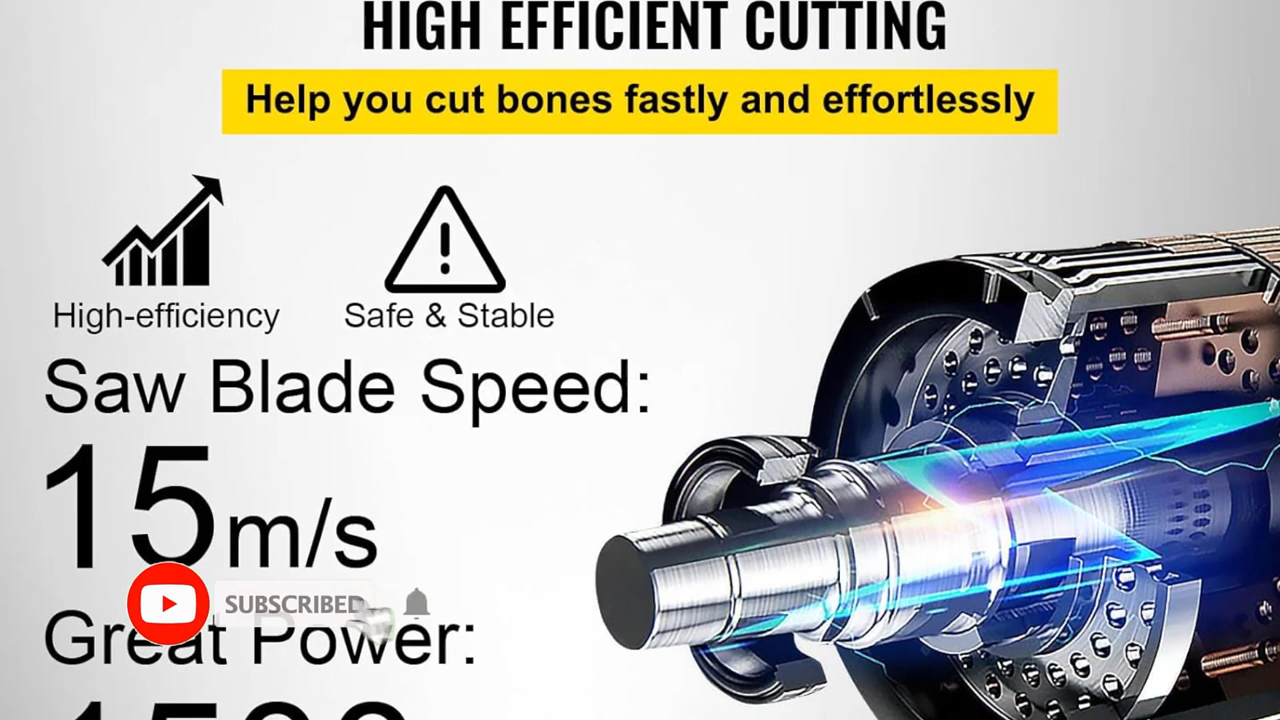 HIGH EFFICIENT CUTTING
Help you cut bones fastly and effortlessly
High-efficiency
Safe & Stable
Saw Blade Speed:
15m/s
SUBSCRIBED
Great Power: